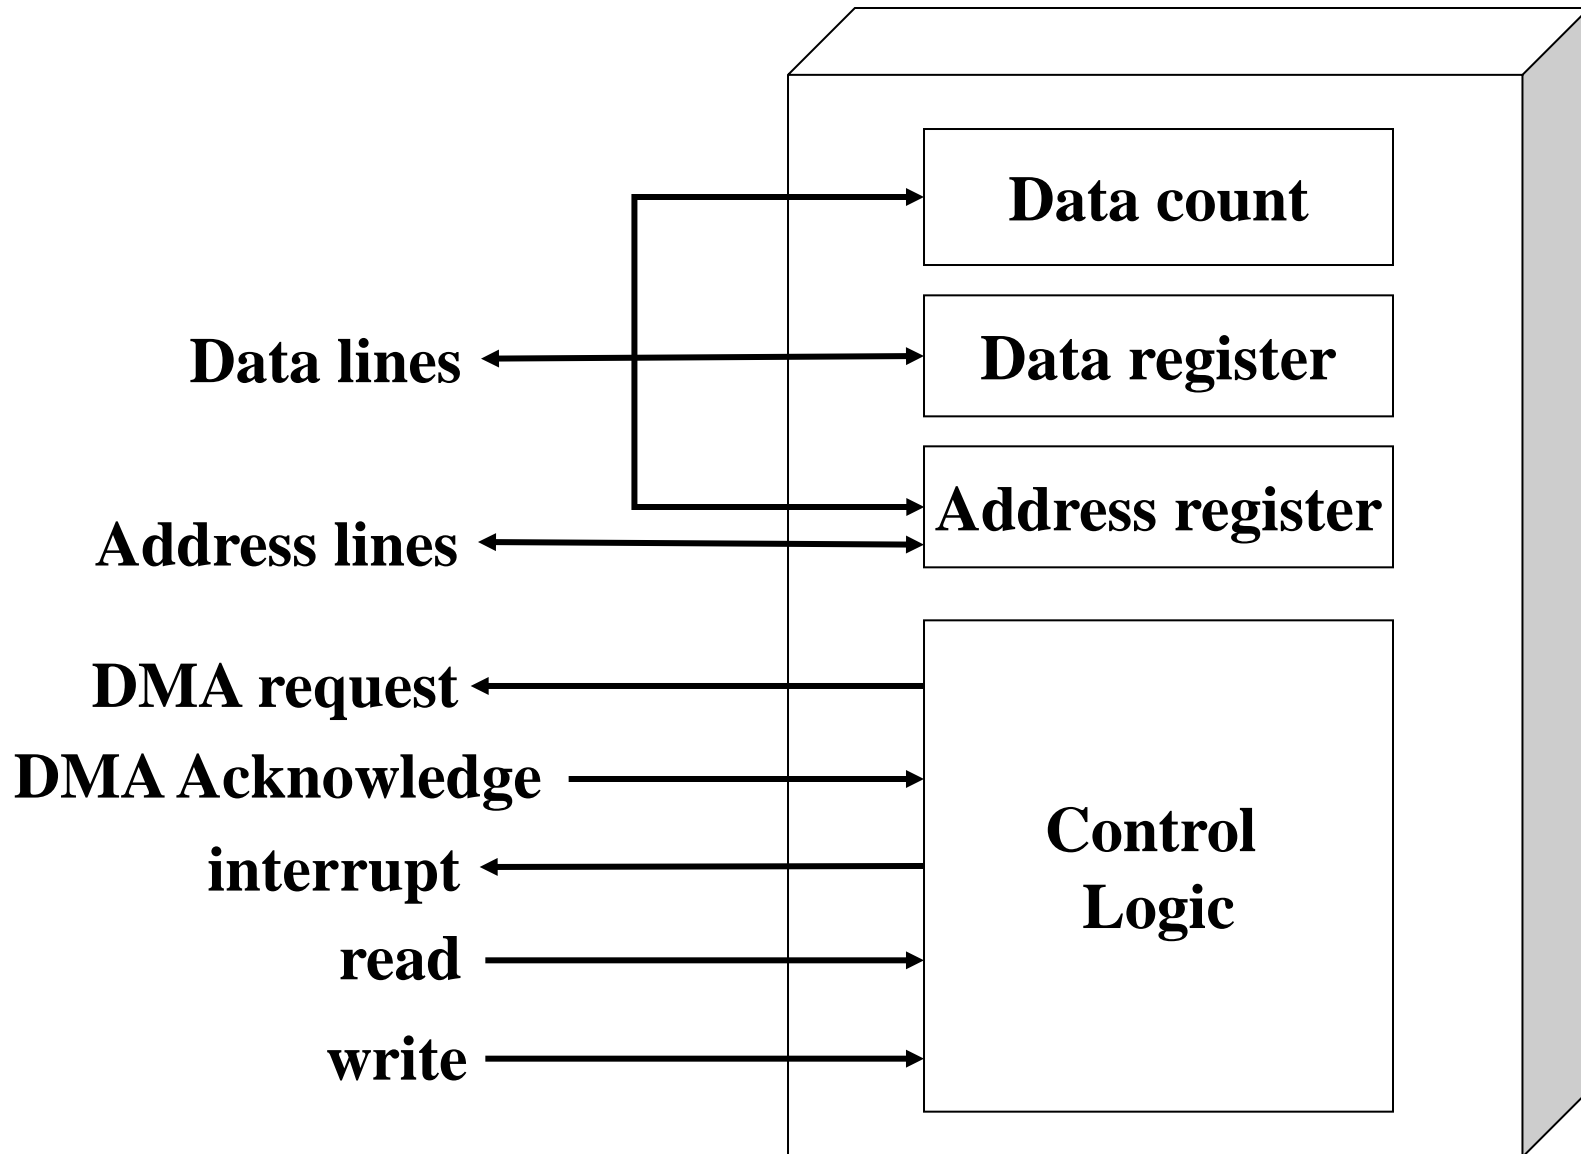 Data count
Data lines
Data register
Address lines
Address register
DMA request
DMA Acknowledge
interrupt
read
write
Control
Logic